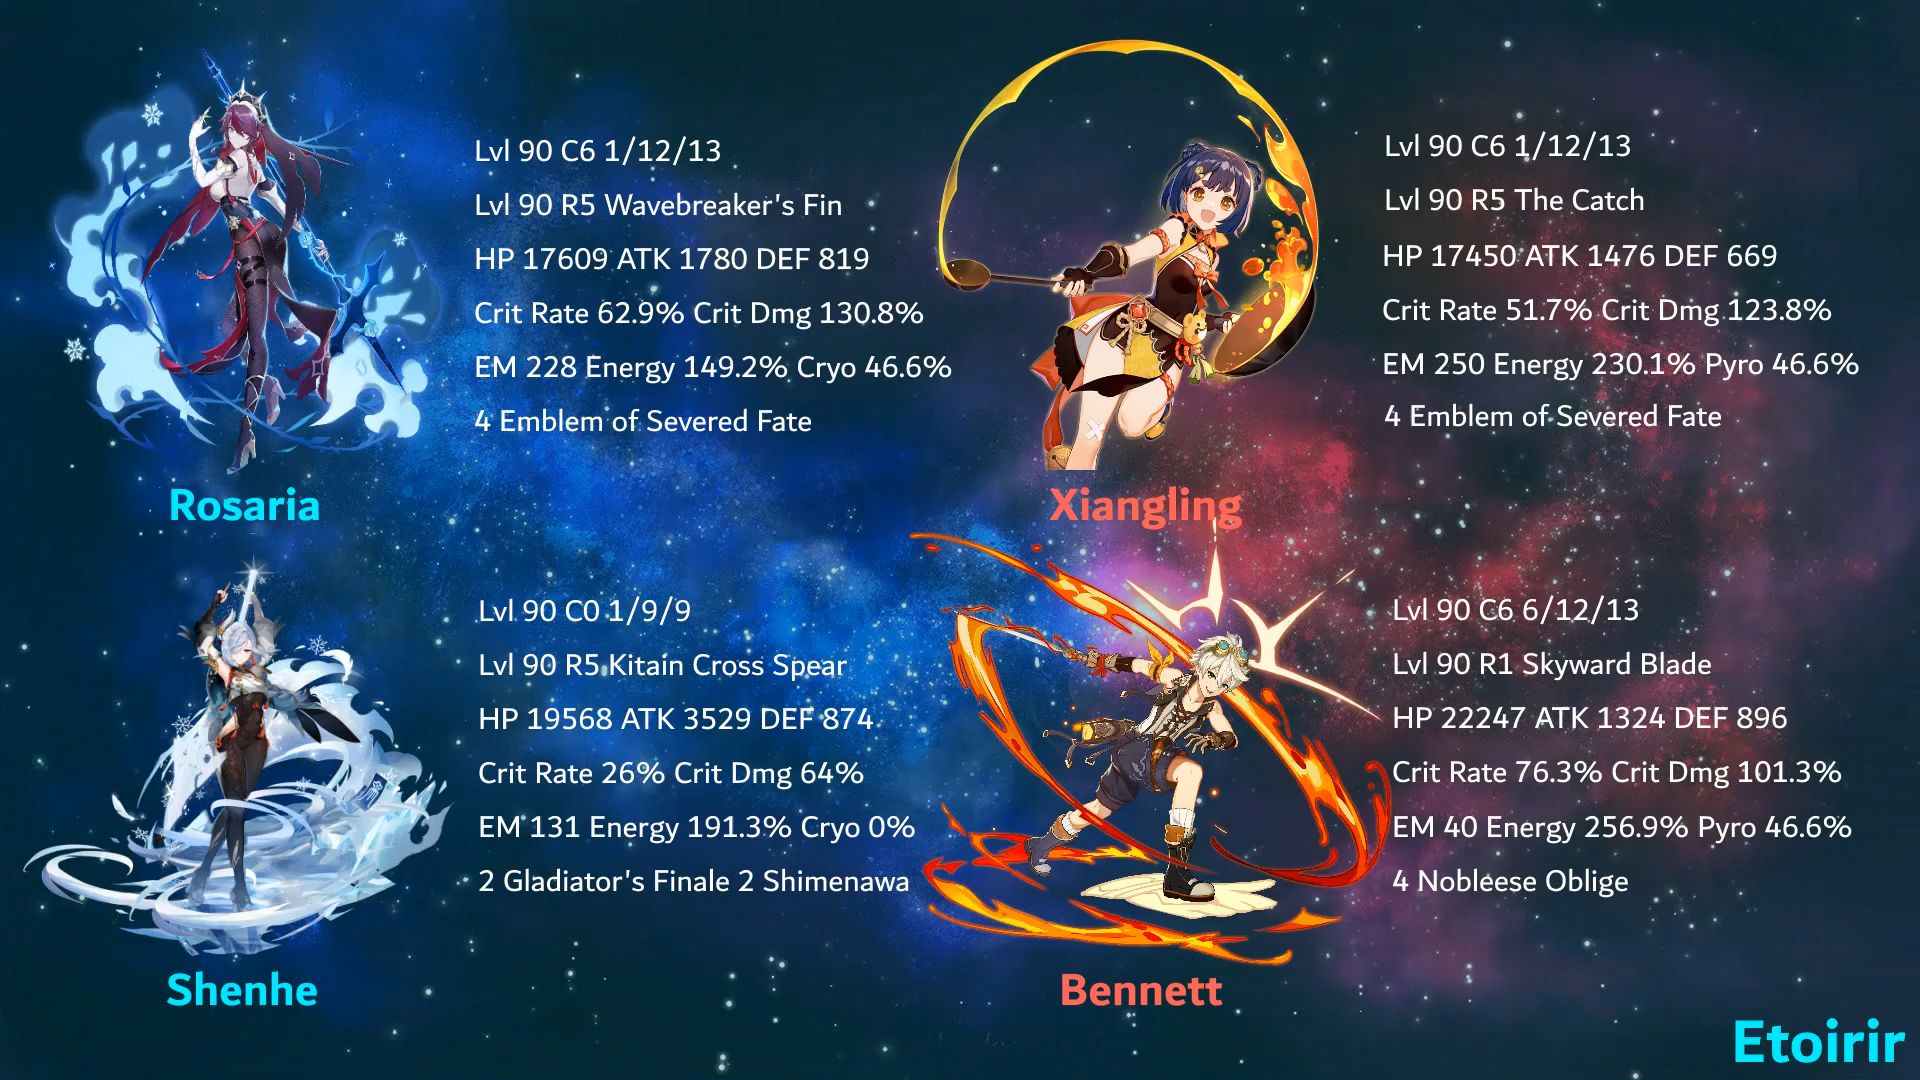 Lvl 90 C6 1/12/13
Lvl 90 R5 Wavebreaker's Fin
HP 17609 ATK 1780 DEF 819
Crit Rate 62.9% Crit Dmg 130.8%
EM 228 Energy 149.2% Cryo 46.6%
4 Emblem of Severed Fate
Rosaria
Lvl 90 C6 1/12/13
Lvl 90 R5 The Catch
HP 17450 ATK 1476 DEF 669
Crit Rate 51.7% Crit Dmg 123.8%
EM 250 Energy 230.1% Pyro 46.6%
4 Emblem of Severed Fate
Xiangling
Lvl 90 C0 1/9/9
Lvl 90 R5 Kitain Cross Spear
HP 19568 ATK 3529 DEF 874
Crit Rate 26% Crit Dmg 64%
EM 131 Energy 191.3% Cryo 0%
2 Gladiator's Finale 2 Shimenawa
Shenhe
Lvl 90 C6 6/12/13
Lvl 90 R1 Skyward Blade
HP 22247 ATK 1324 DEF 896
Crit Rate 76.3% Crit Dmg 101.3%
EM 40 Energy 256.9% Pyro 46.6%
4 Nobleese Oblige
Bennett
Etoirir